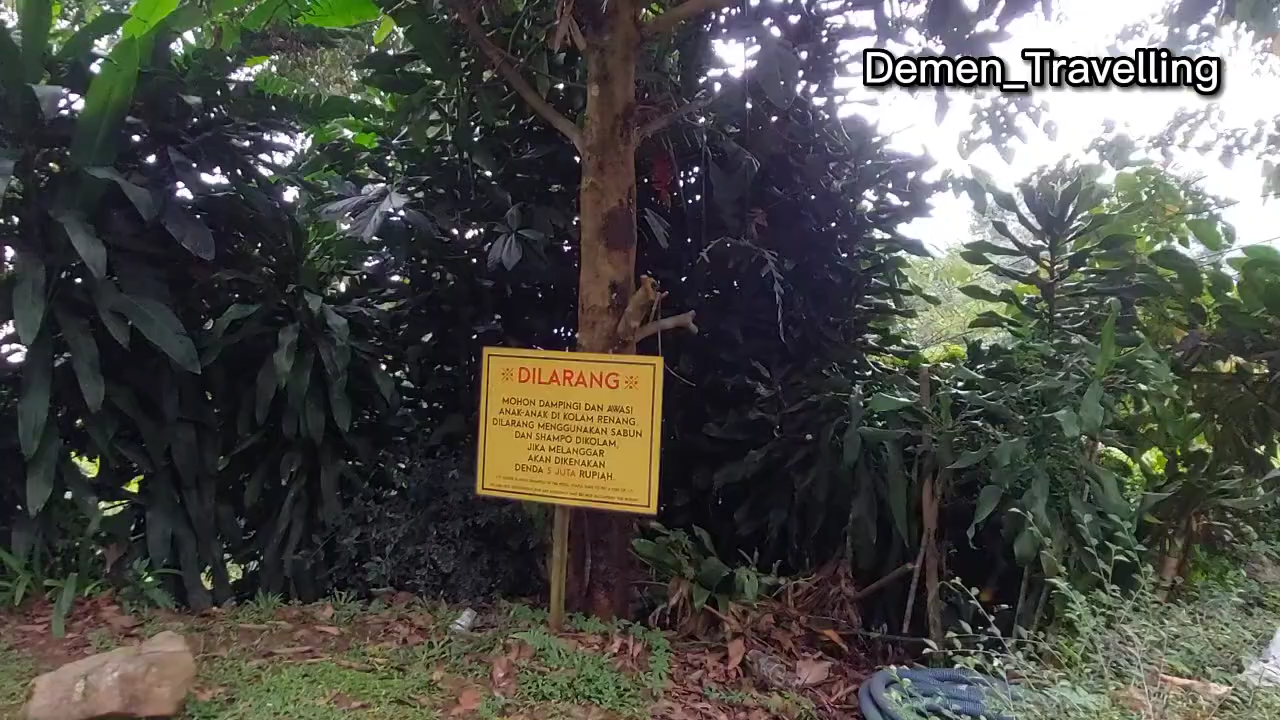 Demen_Travelling
DILARANG
MOHON DAMPINGI DAN AWASI
ANAK-ANAK DI KOLAM RENANG.
DILARANG MENGGUNAKAN SABUN
DAN SHAMPO DIKOLAM,
JIKA MELANGGAR
AKAN DIKENAKAN
DENDA 5 JUTA RUPIAH.